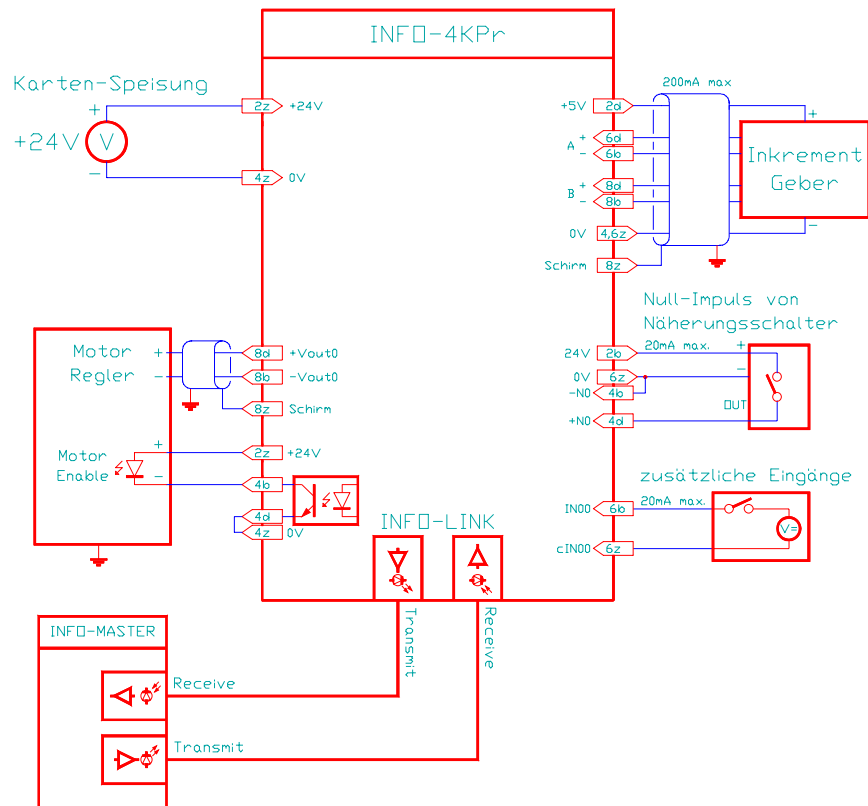 INFO-4KPr
Karten-Speisung
+
+24V
V
-
2z
+24V
4z
0V
200mA max
+5V
2d
A
+
6d
-
6b
B
+
8d
-
8b
0V
4,6z
Schirm
8z
+
Inkrement
Geber
-
Motor
Regler
+
-
8d
+Vout0
8b
-Vout0
8z
Schirm
Motor
Enable
+
-
2z
+24V
4b
4d
4z
0V
Null-Impuls von
Näherungsschalter
24V
2b
20mA max.
+
0V
6z
-
-N0
4b
OUT
+N0
4d
zusätzliche Eingänge
IN00
6b
20mA max.
V=
cIN00
6z
INFO-LINK
Transmit
Receive
INFO-MASTER
Receive
Transmit